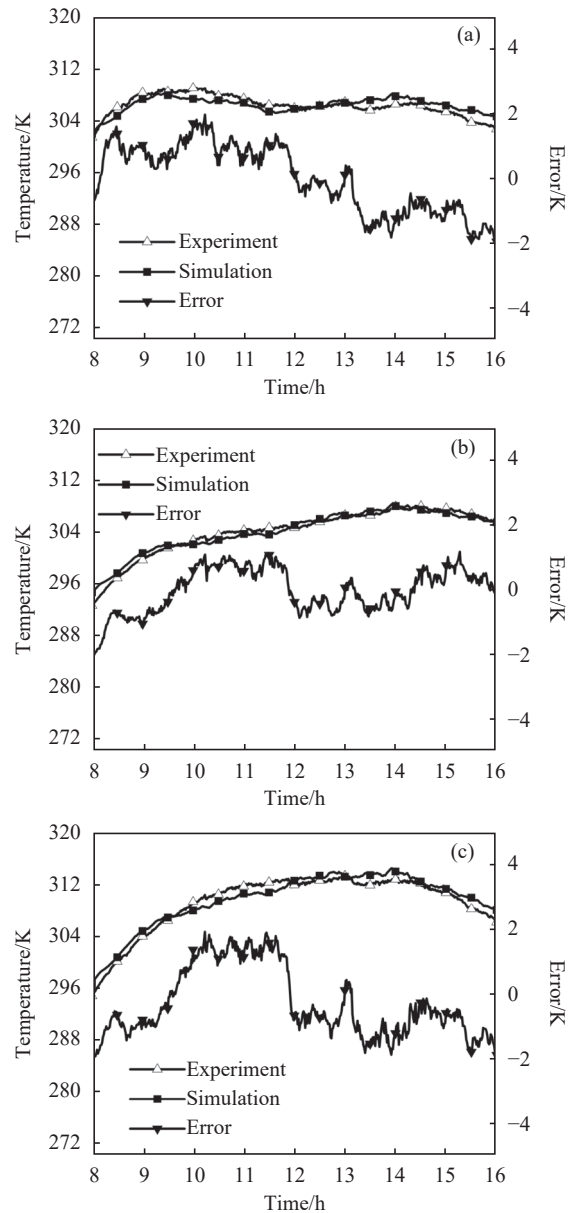 320
312
304
296
288
280
272
Temperature/K
(a)
4
2
0
−2
−4
Error/K
Experiment
Simulation
Error
8 9 10 11 12 13 14 15 16
Time/h
320
312
304
296
288
280
272
Temperature/K
(b)
Experiment
Simulation
Error
4
2
0
−2
−4
Error/K
8 9 10 11 12 13 14 15 16
Time/h
320
312
304
296
288
280
272
Temperature/K
(c)
4
2
0
−2
−4
Error/K
Experiment
Simulation
Error
8 9 10 11 12 13 14 15 16
Time/h